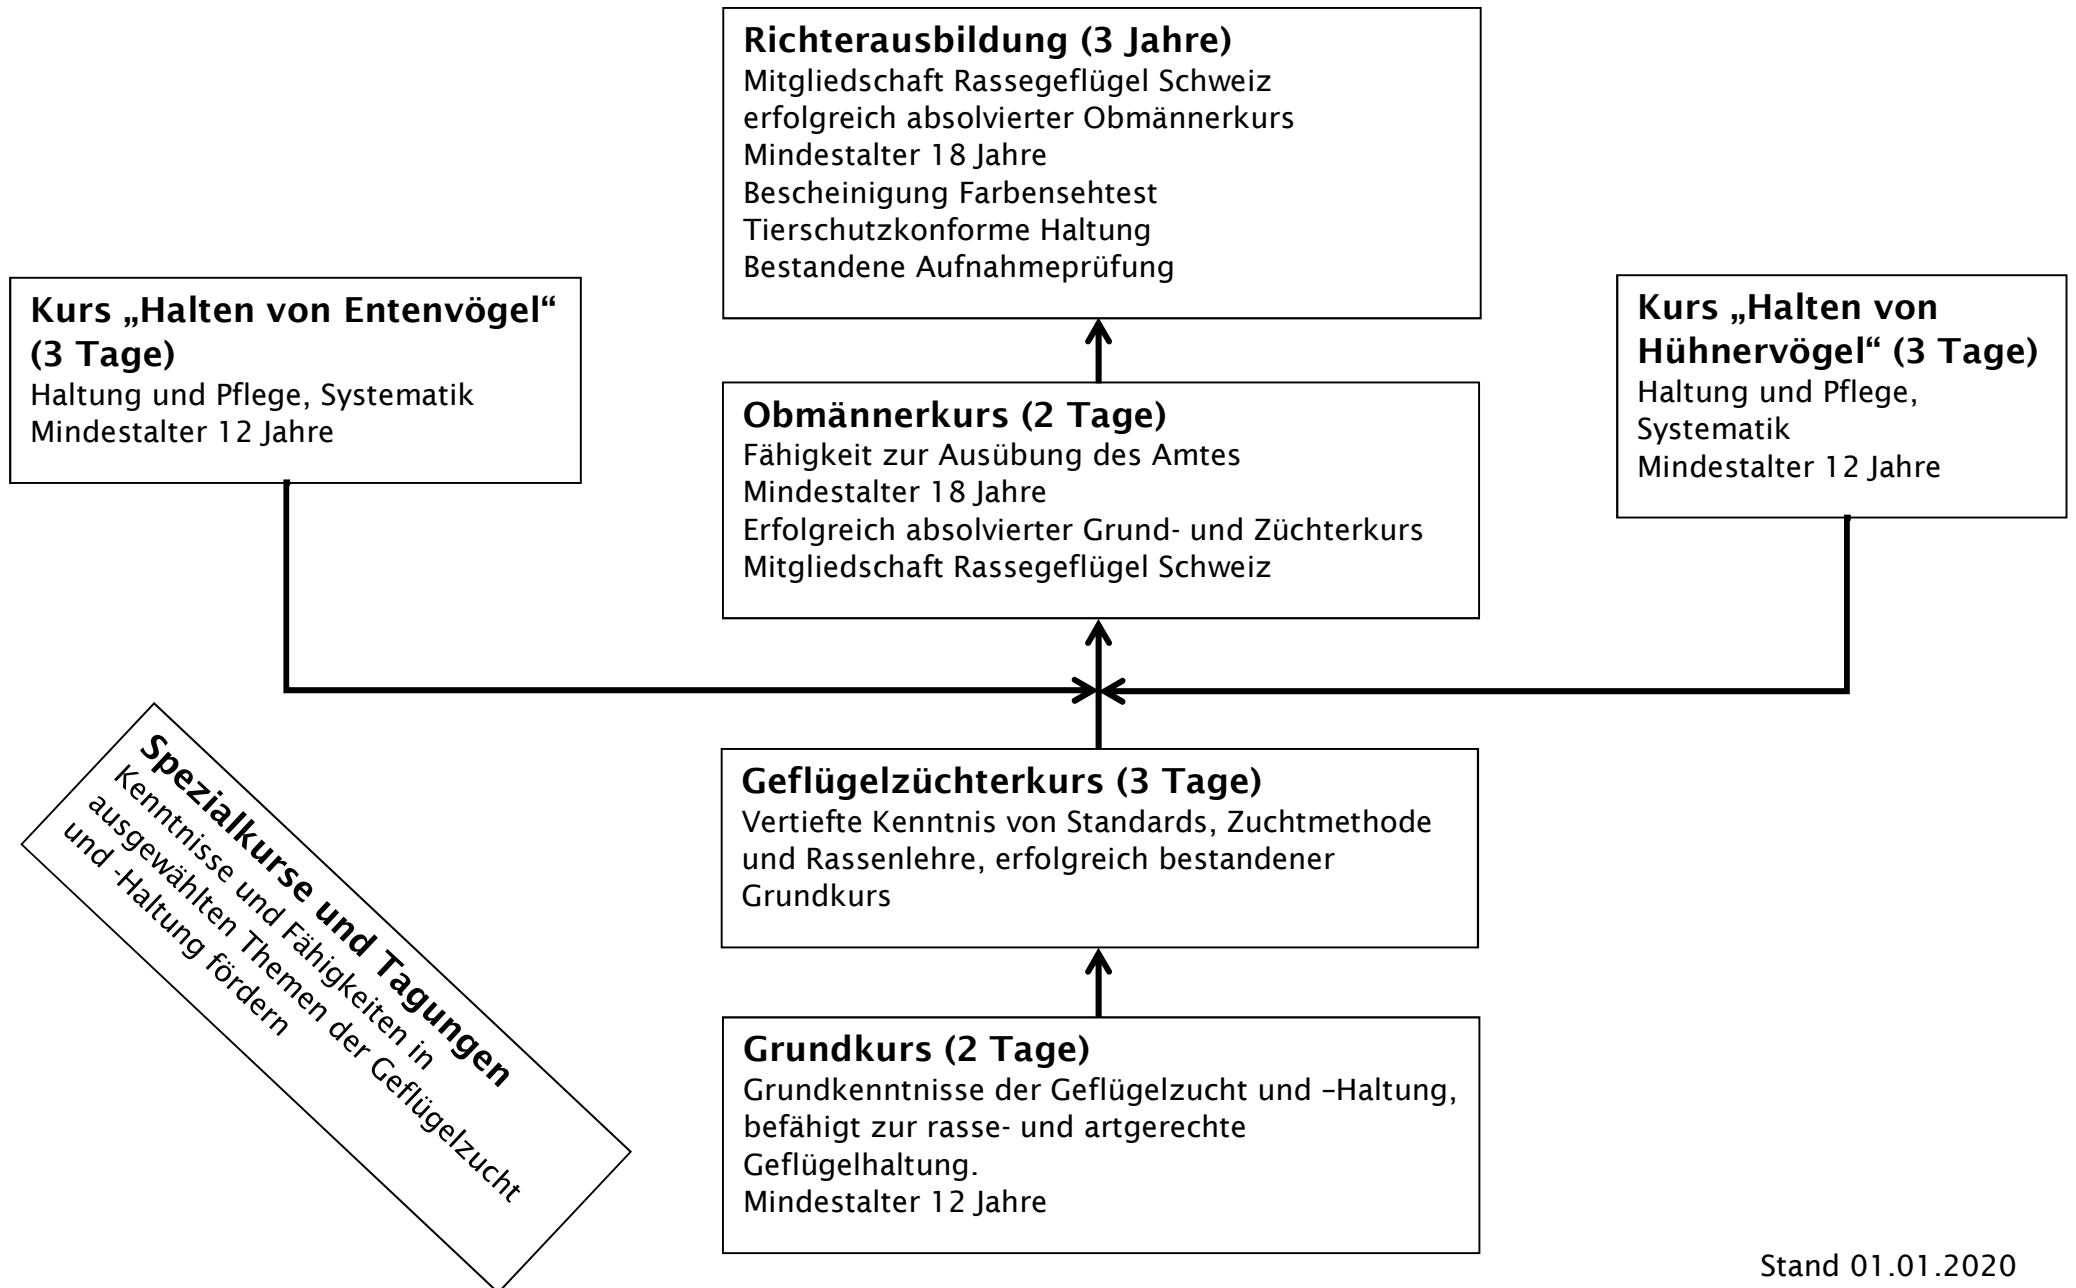 Richterausbildung (3 Jahre)
Mitgliedschaft Rassegeflügel Schweiz
erfolgreich absolvierter Obmännerkurs
Mindestalter 18 Jahre
Bescheinigung Farbensehtest
Tierschutzkonforme Haltung
Bestandene Aufnahmeprüfung
Kurs „Halten von Entenvögel“
(3 Tage)
Haltung und Pflege, Systematik
Mindestalter 12 Jahre
Kurs „Halten von
Hühnervögel“ (3 Tage)
Haltung und Pflege,
Systematik
Mindestalter 12 Jahre
Obmännerkurs (2 Tage)
Fähigkeit zur Ausübung des Amtes
Mindestalter 18 Jahre
Erfolgreich absolvierter Grund- und Züchterkurs
Mitgliedschaft Rassegeflügel Schweiz
Spezialkurse und Tagungen
Kenntnisse und Fähigkeiten in
ausgewählten Themen der Geflügelzucht
und -Haltung fördern
Geflügelzüchterkurs (3 Tage)
Vertiefte Kenntnis von Standards, Zuchtmethode
und Rassenlehre, erfolgreich bestandener
Grundkurs
Grundkurs (2 Tage)
Grundkenntnisse der Geflügelzucht und –Haltung,
befähigt zur rasse- und artgerechte
Geflügelhaltung.
Mindestalter 12 Jahre
Stand 01.01.2020